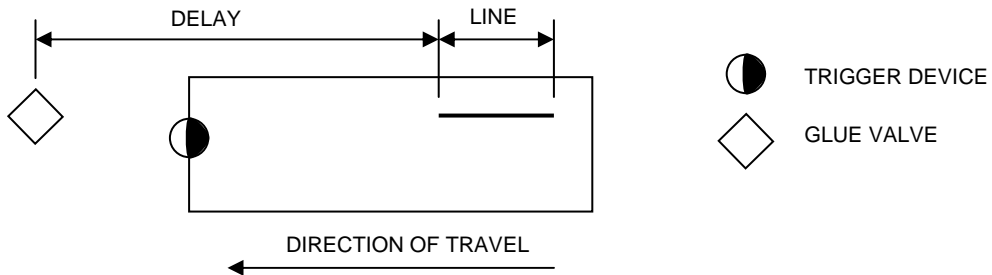 DELAY
LINE
TRIGGER DEVICE
GLUE VALVE
DIRECTION OF TRAVEL